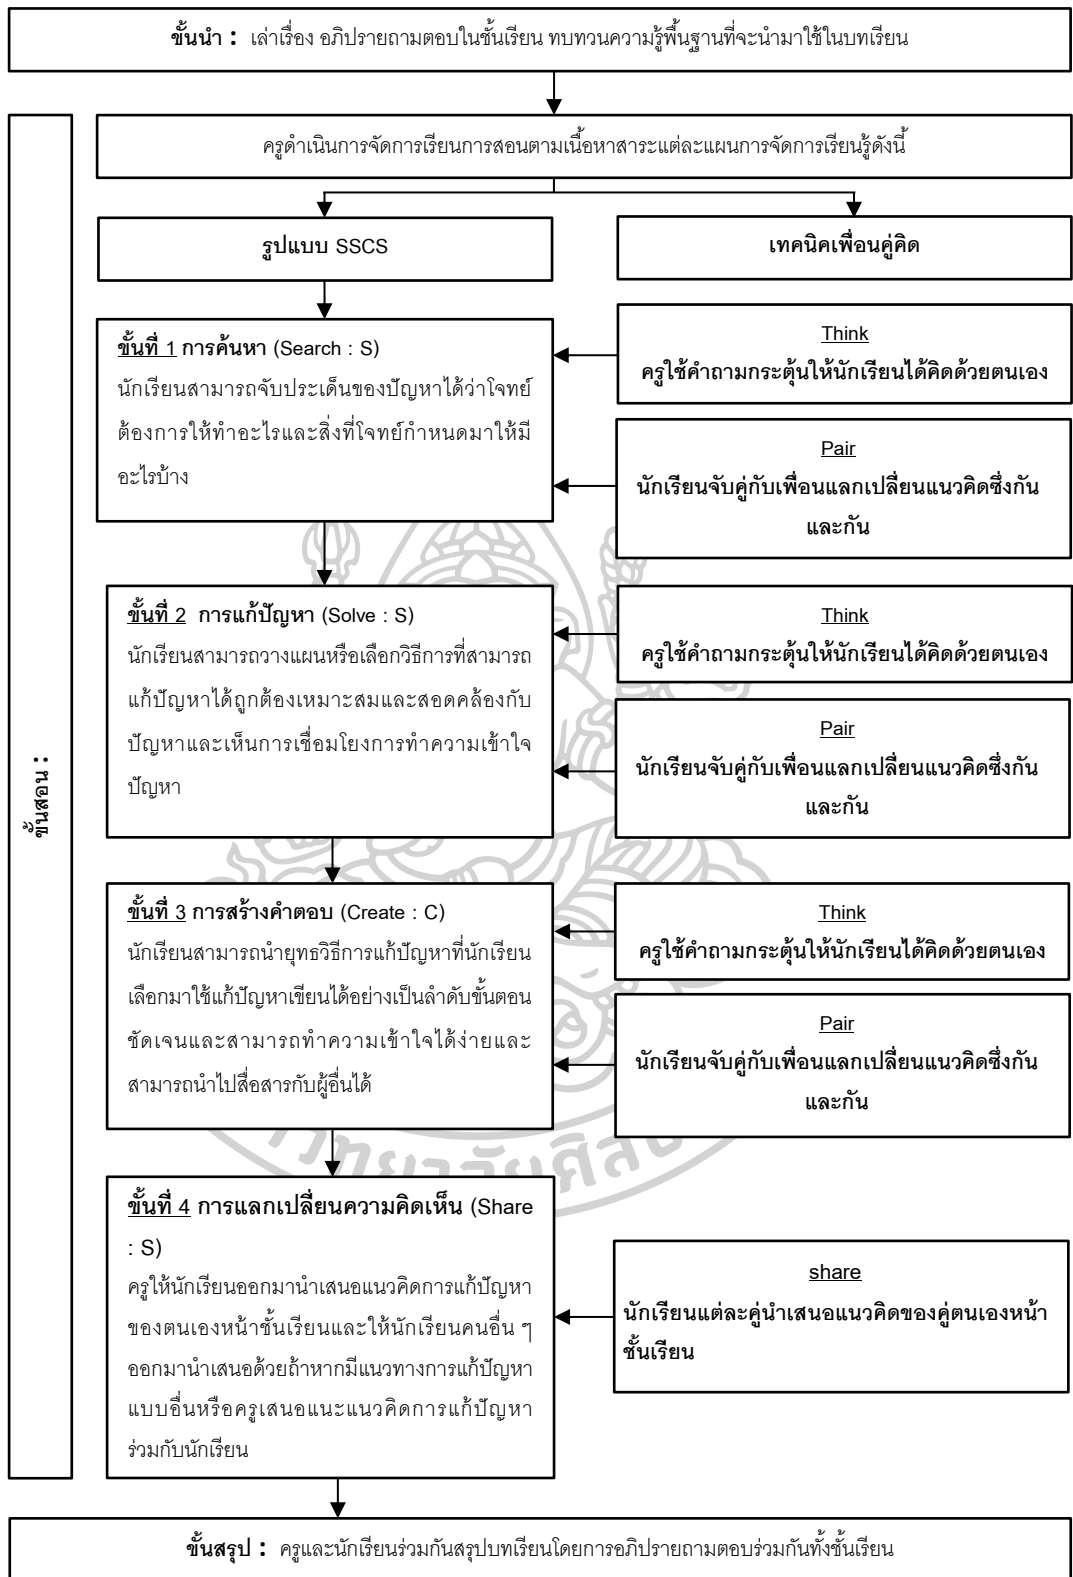 ขั้นนำ : เล่าเรื่อง อภิปรายถามตอบในชั้นเรียน ทบทวนความรู้พื้นฐานที่จะนำมาใช้ในบทเรียน
ขั้นสอน :
ครูดำเนินการจัดการเรียนการสอนตามเนื้อหาสาระแต่ละแผนการจัดการเรียนรู้ดังนี้
รูปแบบ SSCS
เทคนิคเพื่อนคู่คิด
ขั้นที่ 1 การค้นหา (Search : S)
นักเรียนสามารถจับประเด็นของปัญหาได้ว่าโจทย์
ต้องการให้ทำอะไรและสิ่งที่โจทย์กำหนดมาให้มี
อะไรบ้าง
Think
ครูใช้คำถามกระตุ้นให้นักเรียนได้คิดด้วยตนเอง
Pair
นักเรียนจับคู่กับเพื่อนแลกเปลี่ยนแนวคิดซึ่งกัน
และกัน
ขั้นที่ 2 การแก้ปัญหา (Solve : S)
นักเรียนสามารถวางแผนหรือเลือกวิธีการที่สามารถ
แก้ปัญหาได้ถูกต้องเหมาะสมและสอดคล้องกับ
ปัญหาและเห็นการเชื่อมโยงการทำความเข้าใจ
ปัญหา
Think
ครูใช้คำถามกระตุ้นให้นักเรียนได้คิดด้วยตนเอง
Pair
นักเรียนจับคู่กับเพื่อนแลกเปลี่ยนแนวคิดซึ่งกัน
และกัน
ขั้นที่ 3 การสร้างคำตอบ (Create : C)
นักเรียนสามารถนำยุทธวิธีการแก้ปัญหาที่นักเรียน
เลือกมาใช้แก้ปัญหาเขียนได้อย่างเป็นลำดับขั้นตอน
ชัดเจนและสามารถทำความเข้าใจได้ง่ายและ
สามารถนำไปสื่อสารกับผู้อื่นได้
Think
ครูใช้คำถามกระตุ้นให้นักเรียนได้คิดด้วยตนเอง
Pair
นักเรียนจับคู่กับเพื่อนแลกเปลี่ยนแนวคิดซึ่งกัน
และกัน
ขั้นที่ 4 การแลกเปลี่ยนความคิดเห็น (Share
: S)
ครูให้นักเรียนออกมานำเสนอแนวคิดการแก้ปัญหา
ของตนเองหน้าชั้นเรียนและให้นักเรียนคนอื่น ๆ
ออกมานำเสนอด้วยถ้าหากมีแนวทางการแก้ปัญหา
แบบอื่นหรือครูเสนอแนะแนวคิดการแก้ปัญหา
ร่วมกับนักเรียน
share
นักเรียนแต่ละคู่นำเสนอแนวคิดของคู่ตนเองหน้า
ชั้นเรียน
ขั้นสรุป : ครูและนักเรียนร่วมกันสรุปบทเรียนโดยการอภิปรายถามตอบร่วมกันทั้งชั้นเรียน